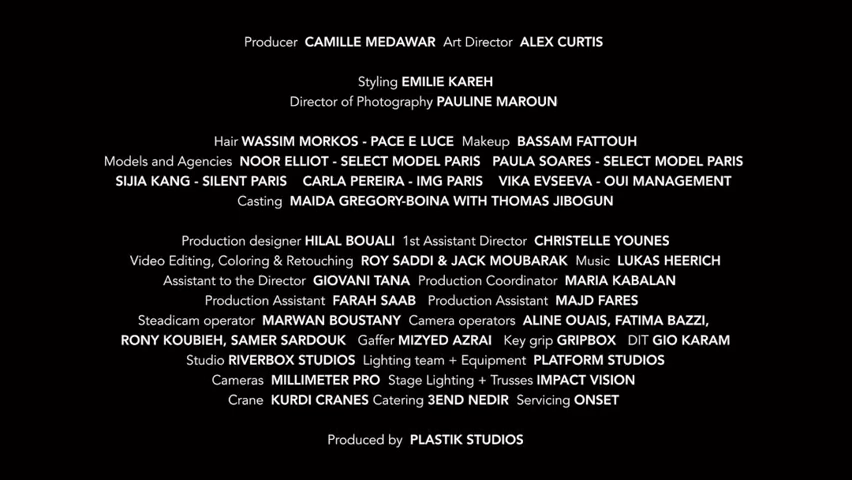 Producer CAMILLE MEDAWAR Art Director ALEX CURTIS
Styling EMILIE KAREH
Director of Photography PAULINE MAROUN
Hair WASSIM MORKOS - PACE E LUCE Makeup BASSAM FATTOUH
Models and Agencies NOOR ELLIOT - SELECT MODEL PARIS PAULA SOARES - SELECT MODEL PARIS
SIJIA KANG - SILENT PARIS CARLA PEREIRA - IMG PARIS VIKA EVSEEVA - OUI MANAGEMENT
Casting MAIDA GREGORY-BOINA WITH THOMAS JIBOGUN
Production designer HILAL BOUALI 1st Assistant Director CHRISTELLE YOUNES
Video Editing, Coloring & Retouching ROY SADDI & JACK MOUBARAK Music LUKAS HEERICH
Assistant to the Director GIOVANI TANA Production Coordinator MARIA KABALAN
Production Assistant FARAH SAAB Production Assistant MAJD FARES
Steadicam operator MARWAN BOUSTANY Camera operators ALINE OUAIS, FATIMA BAZZI,
RONY KOUBIEH, SAMER SARDOUK Gaffer MIZYED AZRAI Key grip GRIPBOX DIT GIO KARAM
Studio RIVERBOX STUDIOS Lighting team + Equipment PLATFORM STUDIOS
Cameras MILLIMETER PRO Stage Lighting + Trusses IMPACT VISION
Crane KURDI CRANES Catering 3END NEDIR Servicing ONSET
Produced by PLASTIK STUDIOS